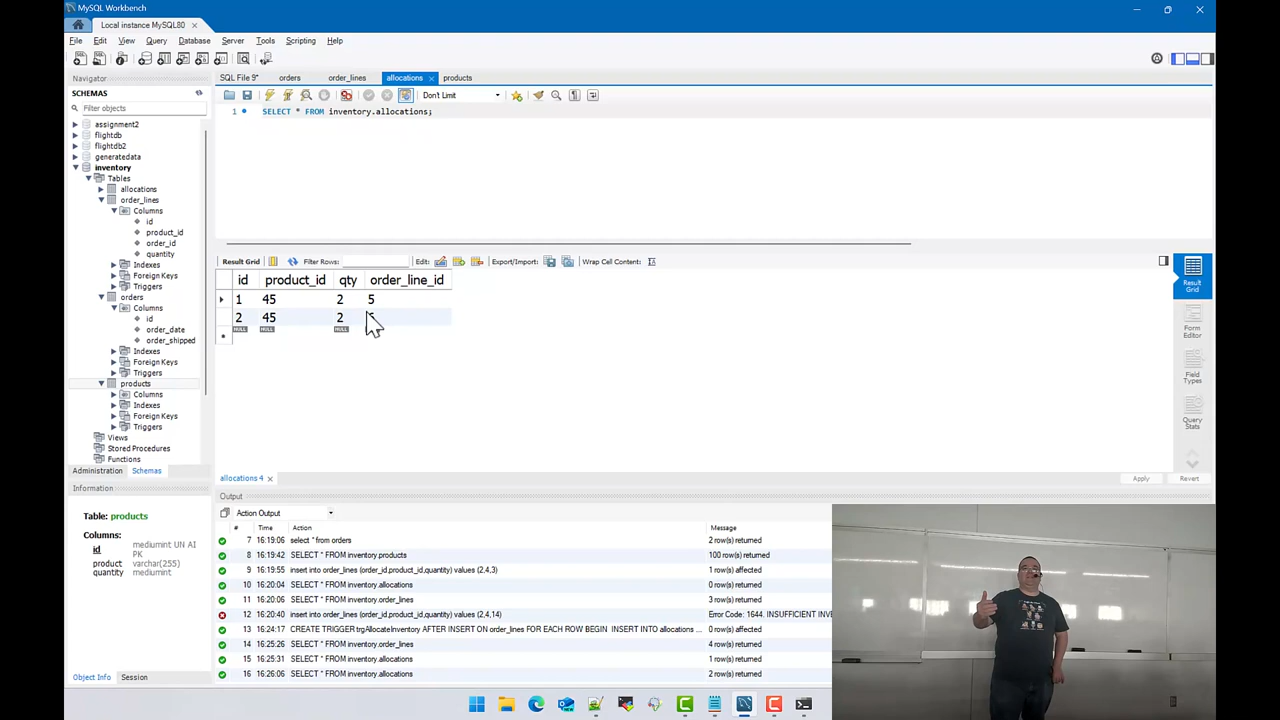 MySQL Workbench
Local instance MySQL80
File Edit View Query Database Server Tools Scripting Help
Navigator
SCHEMAS
Filter objects
assignment2
flightdb
flightdb2
generatedata
inventory
Tables
allocations
order_lines
Columns
id
product_id
order_id
quantity
Indexes
Foreign Keys
Triggers
orders
Columns
id
order_date
order_shipped
Indexes
Foreign Keys
Triggers
products
Columns
Indexes
Foreign Keys
Triggers
Views
Stored Procedures
Functions
Administration Schemas
Information
Table: products
Columns:
id mediumint UN AI PK
product varchar(255)
quantity mediumint
Object Info Session
SQL File 9* orders order_lines allocations products
Don't Limit
1 SELECT * FROM inventory.allocations;
Result Grid Filter Rows: Edit: Export/Import: Wrap Cell Content:
id product_id qty order_line_id
1 45 2 5
2 45 2
NULL NULL NULL
Result Grid
Form Editor
Field Types
Query Stats
allocations 4
Apply Revert
Output
Action Output
# Time Action Message
7 16:19:06 select * from orders 2 row(s) returned
8 16:19:42 SELECT * FROM inventory.products 100 row(s) returned
9 16:19:55 insert into order_lines (order_id,product_id,quantity) values (2,4,3) 1 row(s) affected
10 16:20:04 SELECT * FROM inventory.allocations 0 row(s) returned
11 16:20:06 SELECT * FROM inventory.order_lines 3 row(s) returned
12 16:20:40 insert into order_lines (order_id,product_id,quantity) values (2,4,14) Error Code: 1644. INSUFFICIENT INVE
13 16:24:17 CREATE TRIGGER trgAllocateInventory AFTER INSERT ON order_lines FOR EACH ROW BEGIN INSERT INTO allocations ... 0 row(s) affected
14 16:25:26 SELECT * FROM inventory.order_lines 4 row(s) returned
15 16:25:31 SELECT * FROM inventory.allocations 1 row(s) returned
16 16:26:06 SELECT * FROM inventory.allocations 2 row(s) returned